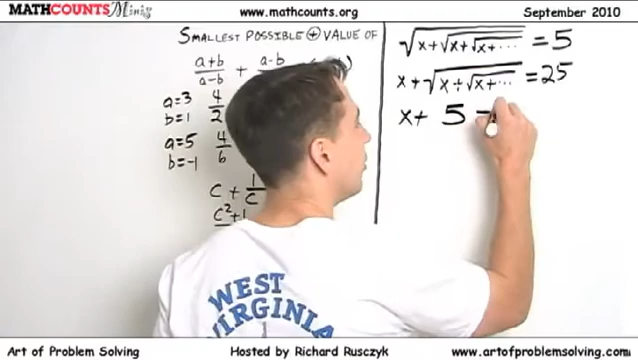 MATHCOUNTS Minis
www.mathcounts.org
September 2010
SMALLEST POSSIBLE ⊕ VALUE OF
a+b/a-b + a-b
a=3 4/2
b=1
a=5 4/6
b=-1
C + 1/C
C²+1
√x+√x+√x+... = 5
x+√x+√x+... = 25
x+ 5
WEST
VIRGINIA
Art of Problem Solving
Hosted by Richard Rusczyk
www.artofproblemsolving.org